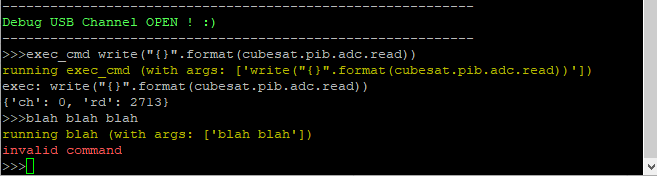 ----------------------------------------------------------
Debug USB Channel OPEN ! :)
----------------------------------------------------------
>>>exec_cmd write("{}".format(cubesat.pib.adc.read))
running exec_cmd (with args: ['write("{}".format(cubesat.pib.adc.read))'])
exec: write("{}".format(cubesat.pib.adc.read))
{'ch': 0, 'rd': 2713}
>>>blah blah blah
running blah (with args: ['blah blah'])
invalid command
>>>